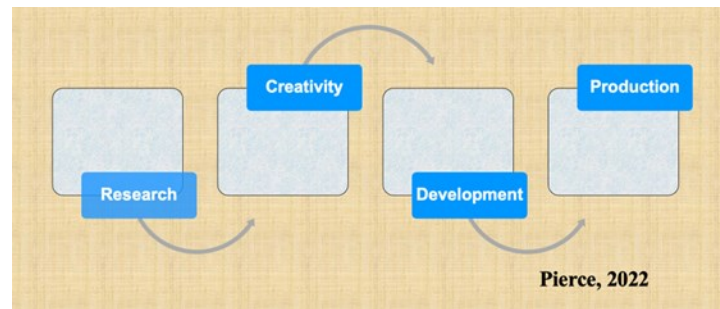 Research
Creativity
Development
Production
Pierce, 2022